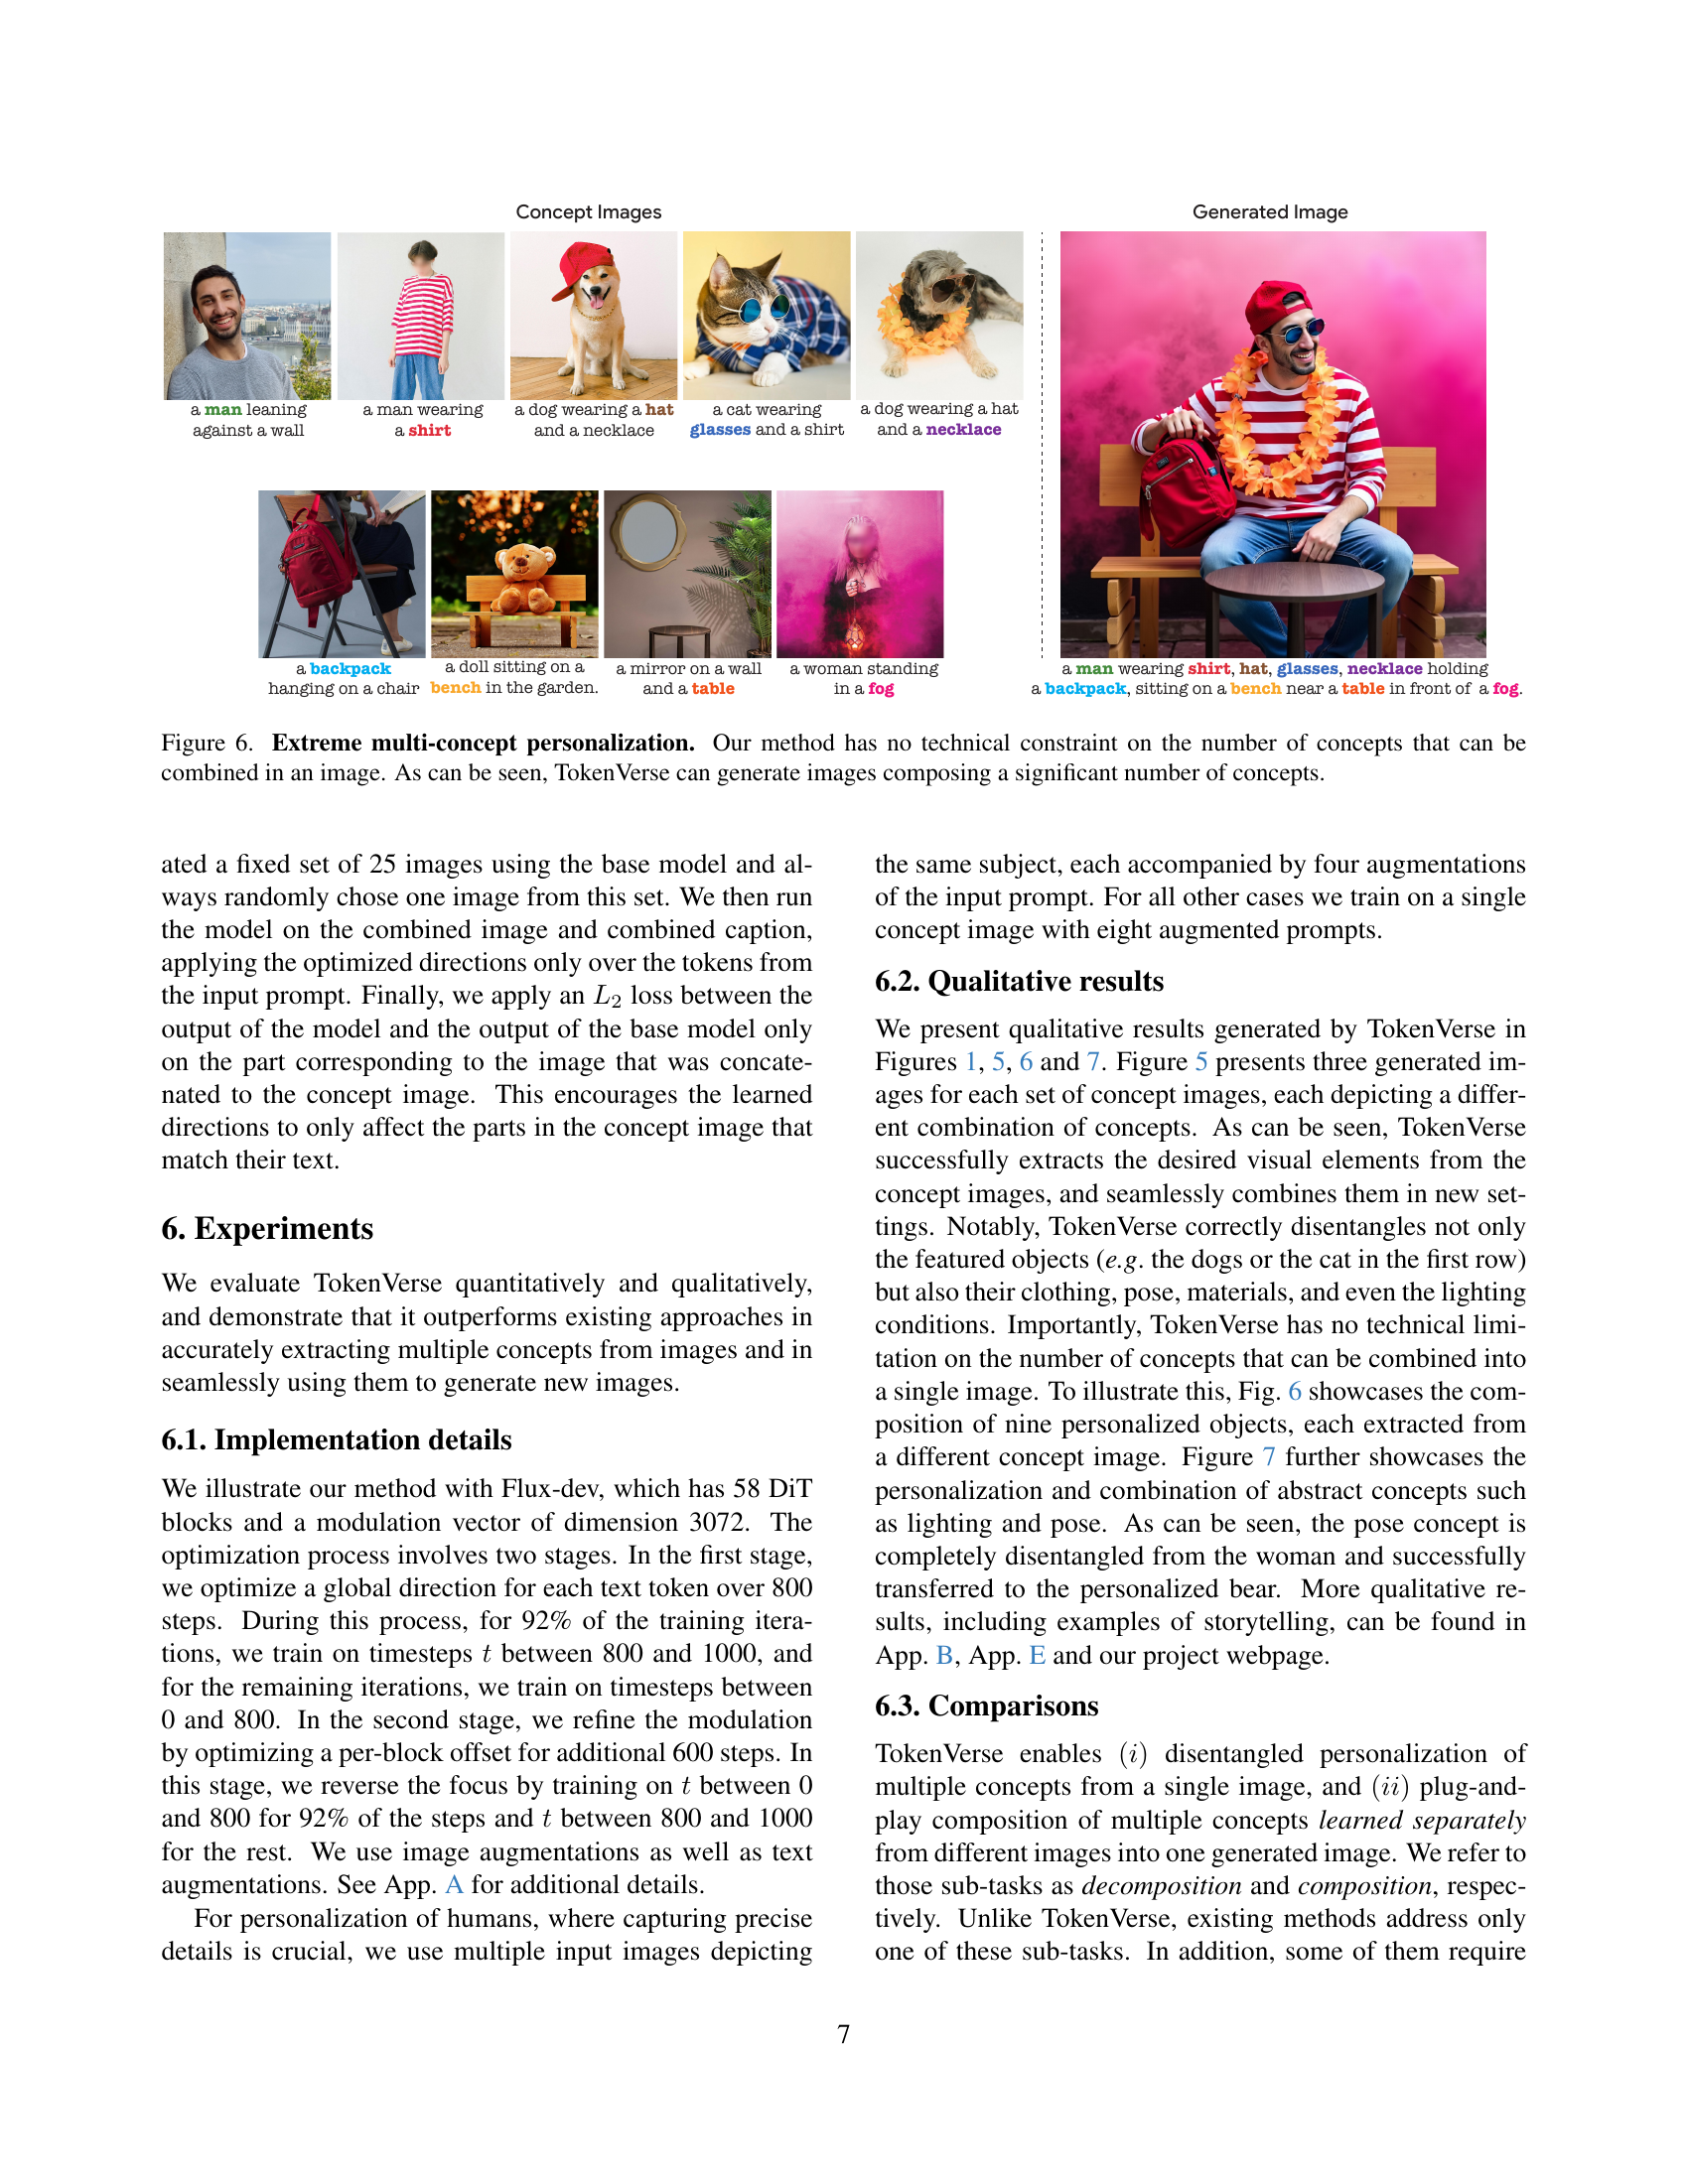 Concept Images
Generated Image
a man leaning
against a wall
a man wearing
a shirt
a dog wearing a hat
and a necklace
a cat wearing
glasses and a shirt
a dog wearing a hat
and a necklace
a backpack
hanging on a chair
a doll sitting on a
bench in the garden.
a mirror on a wall
and a table
a woman standing
in a fog
a man wearing shirt, hat, glasses, necklace holding
a backpack, sitting on a bench near a table in front of a fog.
Figure 6. Extreme multi-concept personalization. Our method has no technical constraint on the number of concepts that can be
combined in an image. As can be seen, TokenVerse can generate images composing a significant number of concepts.
ated a fixed set of 25 images using the base model and al-
ways randomly chose one image from this set. We then run
the model on the combined image and combined caption,
applying the optimized directions only over the tokens from
the input prompt. Finally, we apply an L2 loss between the
output of the model and the output of the base model only
on the part corresponding to the image that was concate-
nated to the concept image. This encourages the learned
directions to only affect the parts in the concept image that
match their text.
6. Experiments
We evaluate TokenVerse quantitatively and qualitatively,
and demonstrate that it outperforms existing approaches in
accurately extracting multiple concepts from images and in
seamlessly using them to generate new images.
6.1. Implementation details
We illustrate our method with Flux-dev, which has 58 DiT
blocks and a modulation vector of dimension 3072. The
optimization process involves two stages. In the first stage,
we optimize a global direction for each text token over 800
steps. During this process, for 92% of the training itera-
tions, we train on timesteps t between 800 and 1000, and
for the remaining iterations, we train on timesteps between
0 and 800. In the second stage, we refine the modulation
by optimizing a per-block offset for additional 600 steps. In
this stage, we reverse the focus by training on t between 0
and 800 for 92% of the steps and t between 800 and 1000
for the rest. We use image augmentations as well as text
augmentations. See App. A for additional details.
For personalization of humans, where capturing precise
details is crucial, we use multiple input images depicting
the same subject, each accompanied by four augmentations
of the input prompt. For all other cases we train on a single
concept image with eight augmented prompts.
6.2. Qualitative results
We present qualitative results generated by TokenVerse in
Figures 1, 5, 6 and 7. Figure 5 presents three generated im-
ages for each set of concept images, each depicting a differ-
ent combination of concepts. As can be seen, TokenVerse
successfully extracts the desired visual elements from the
concept images, and seamlessly combines them in new set-
tings. Notably, TokenVerse correctly disentangles not only
the featured objects (e.g. the dogs or the cat in the first row)
but also their clothing, pose, materials, and even the lighting
conditions. Importantly, TokenVerse has no technical limi-
tation on the number of concepts that can be combined into
a single image. To illustrate this, Fig. 6 showcases the com-
position of nine personalized objects, each extracted from
a different concept image. Figure 7 further showcases the
personalization and combination of abstract concepts such
as lighting and pose. As can be seen, the pose concept is
completely disentangled from the woman and successfully
transferred to the personalized bear. More qualitative re-
sults, including examples of storytelling, can be found in
App. B, App. E and our project webpage.
6.3. Comparisons
TokenVerse enables (i) disentangled personalization of
multiple concepts from a single image, and (ii) plug-and-
play composition of multiple concepts learned separately
from different images into one generated image. We refer to
those sub-tasks as decomposition and composition, respec-
tively. Unlike TokenVerse, existing methods address only
one of these sub-tasks. In addition, some of them require
7